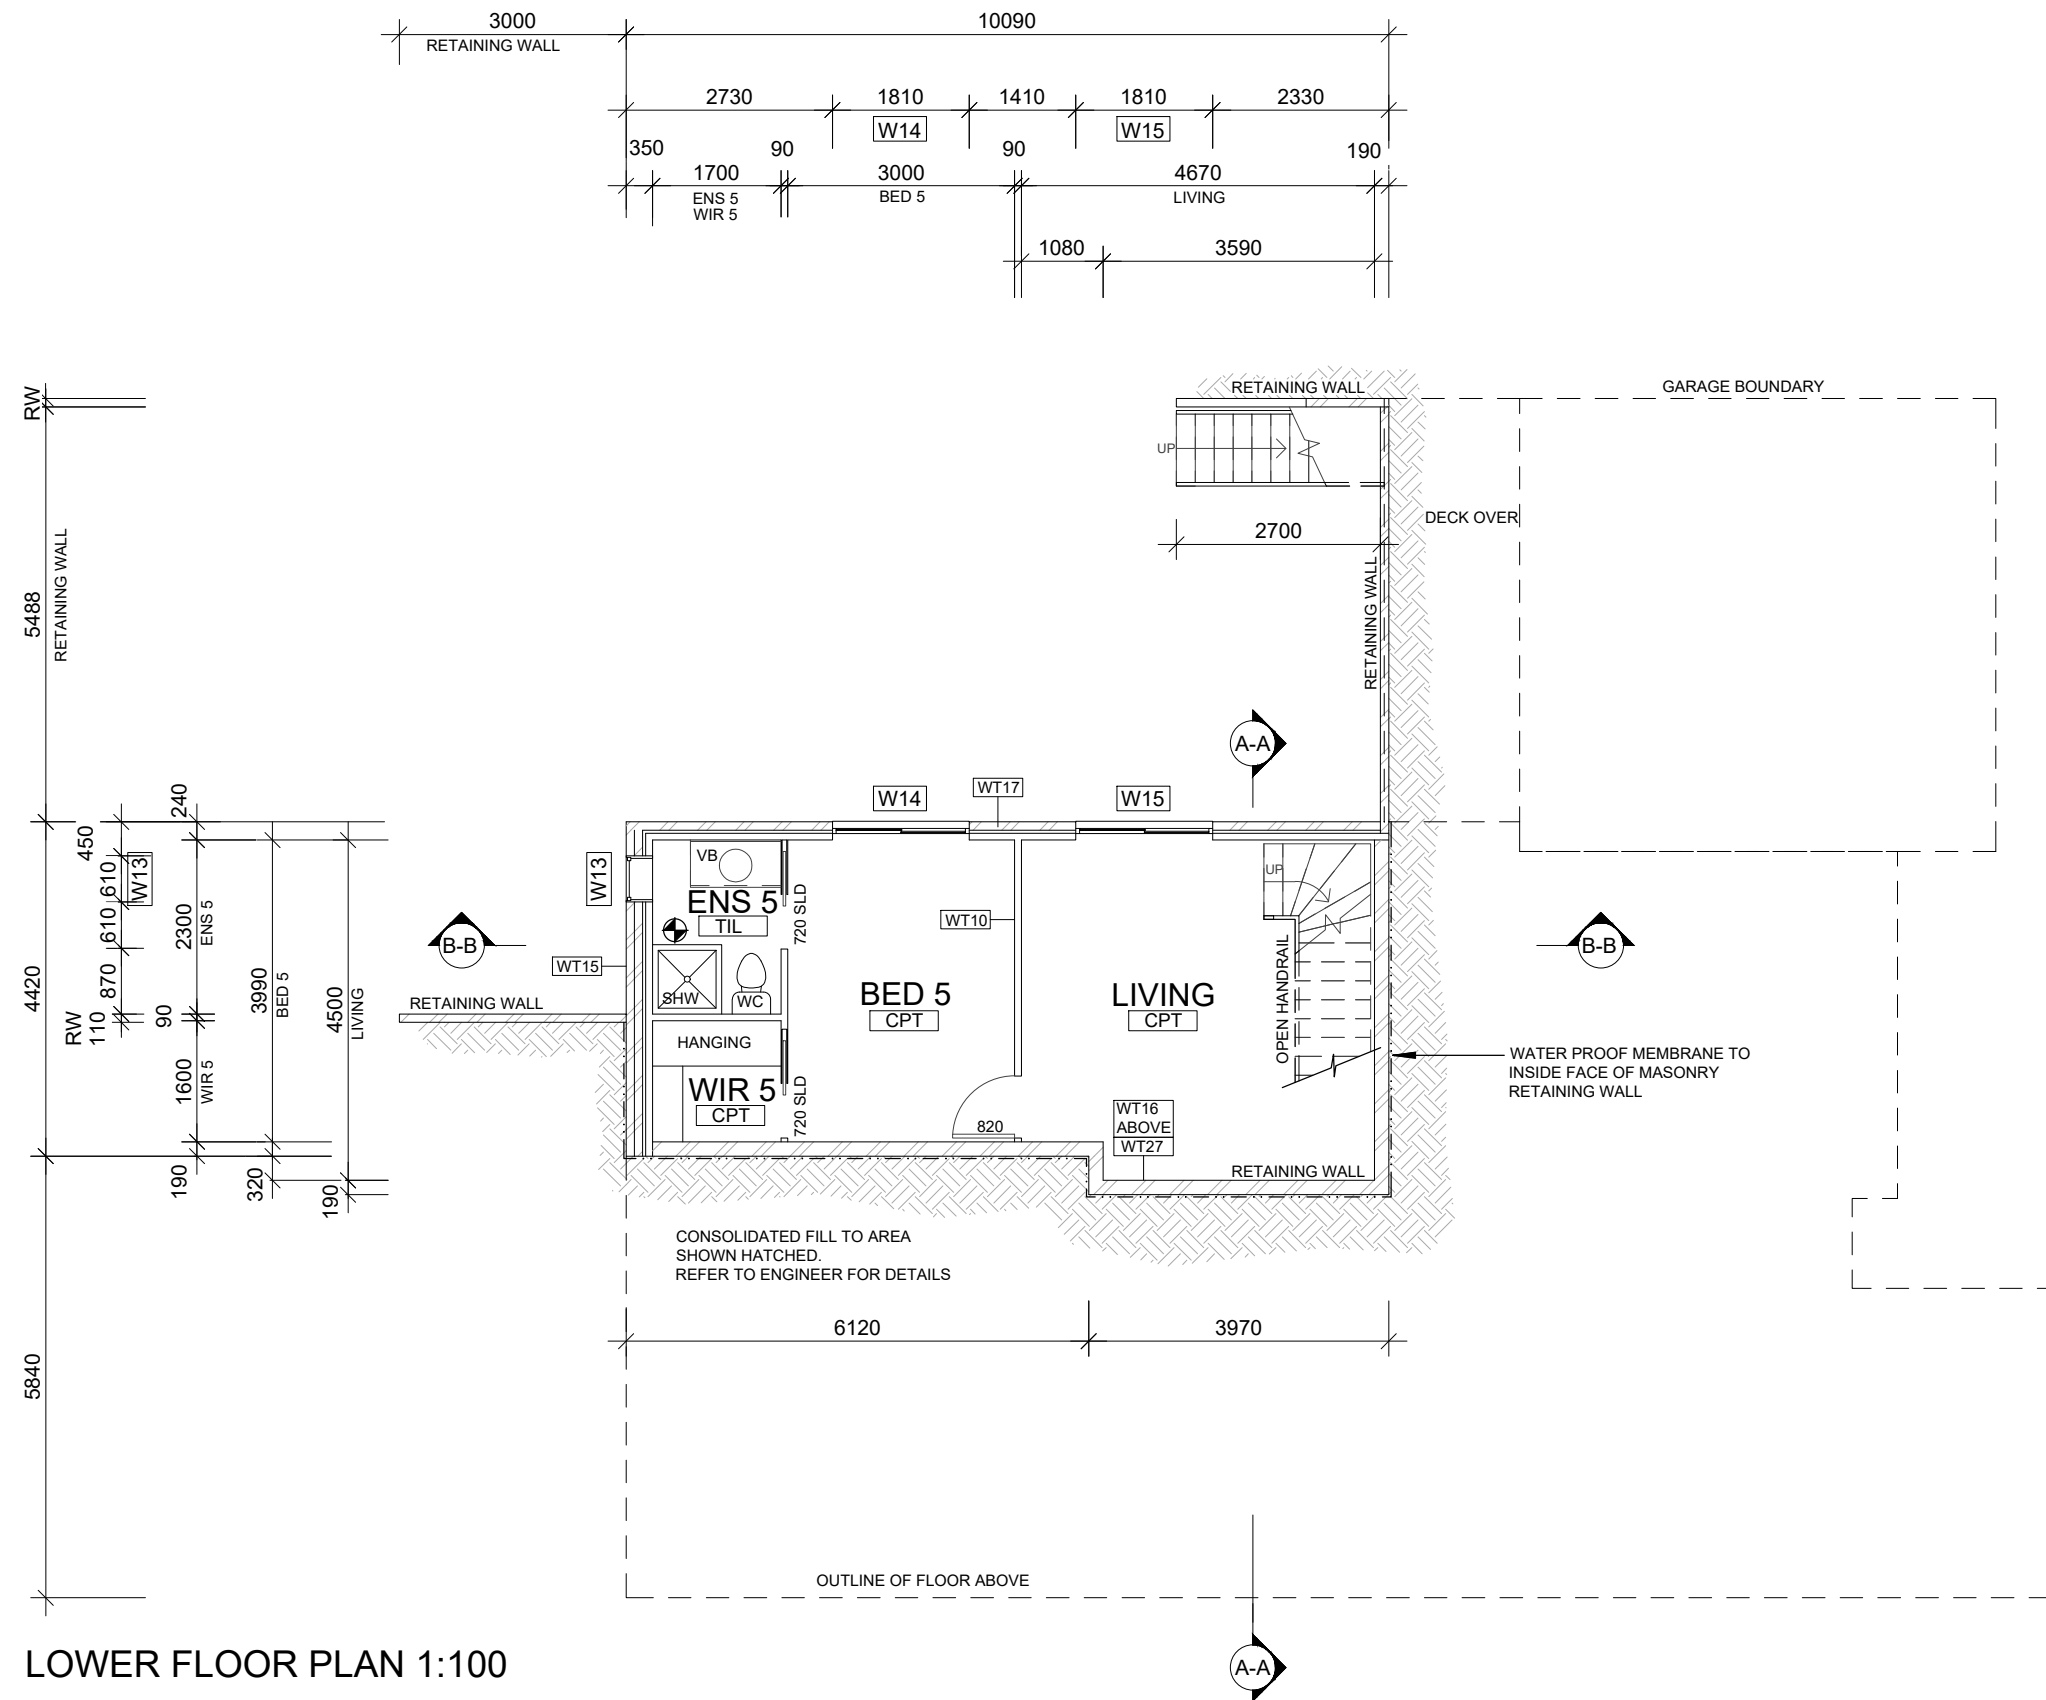 3000
10090
RETAINING WALL
2730
1810
1410
1810
2330
W14
W15
350
90
90
190
1700
3000
4670
ENS 5
WIR 5
BED 5
LIVING
1080
3590
RW
RETAINING WALL
GARAGE BOUNDARY
UP
DECK OVER
2700
5488
RETAINING WALL
RETAINING WALL
A-A
240
450
W14
WT17
W15
610
W13
W13
VB
UP
ENS 5
TIL
720 SLD
WT10
610
2300
ENS 5
B-B
B-B
WT15
OPEN HANDRAIL
4420
870
3990
BED 5
4500
LIVING
SHW
WC
BED 5
CPT
LIVING
CPT
RETAINING WALL
RW
110
90
HANGING
WATER PROOF MEMBRANE TO
INSIDE FACE OF MASONRY
RETAINING WALL
1600
WIR 5
WIR 5
CPT
720 SLD
820
WT16
ABOVE
WT27
RETAINING WALL
190
320
190
CONSOLIDATED FILL TO AREA
SHOWN HATCHED.
REFER TO ENGINEER FOR DETAILS
6120
3970
5840
OUTLINE OF FLOOR ABOVE
LOWER FLOOR PLAN 1:100
A-A